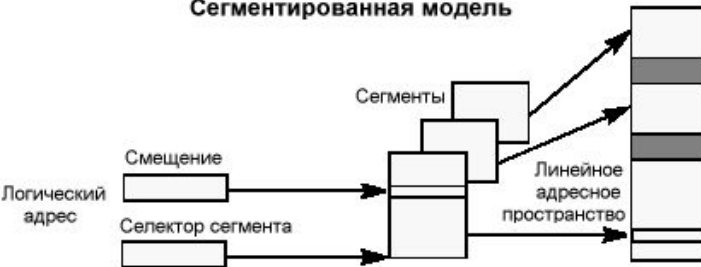 Сегментированная модель
Сегменты
Смещение
Логический
адрес
Селектор сегмента
Линейное
адресное
пространство